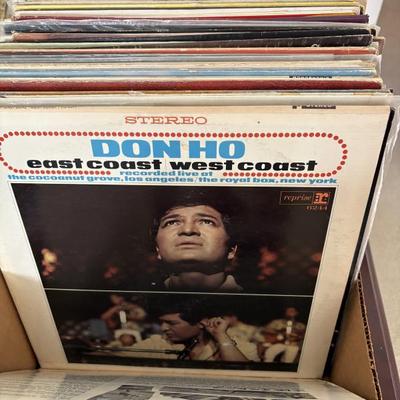 STEREO
DON HO
east coast / west coast
recorded live at
the cocoanut grove, los angeles/the royal box, new york
reprise
6244